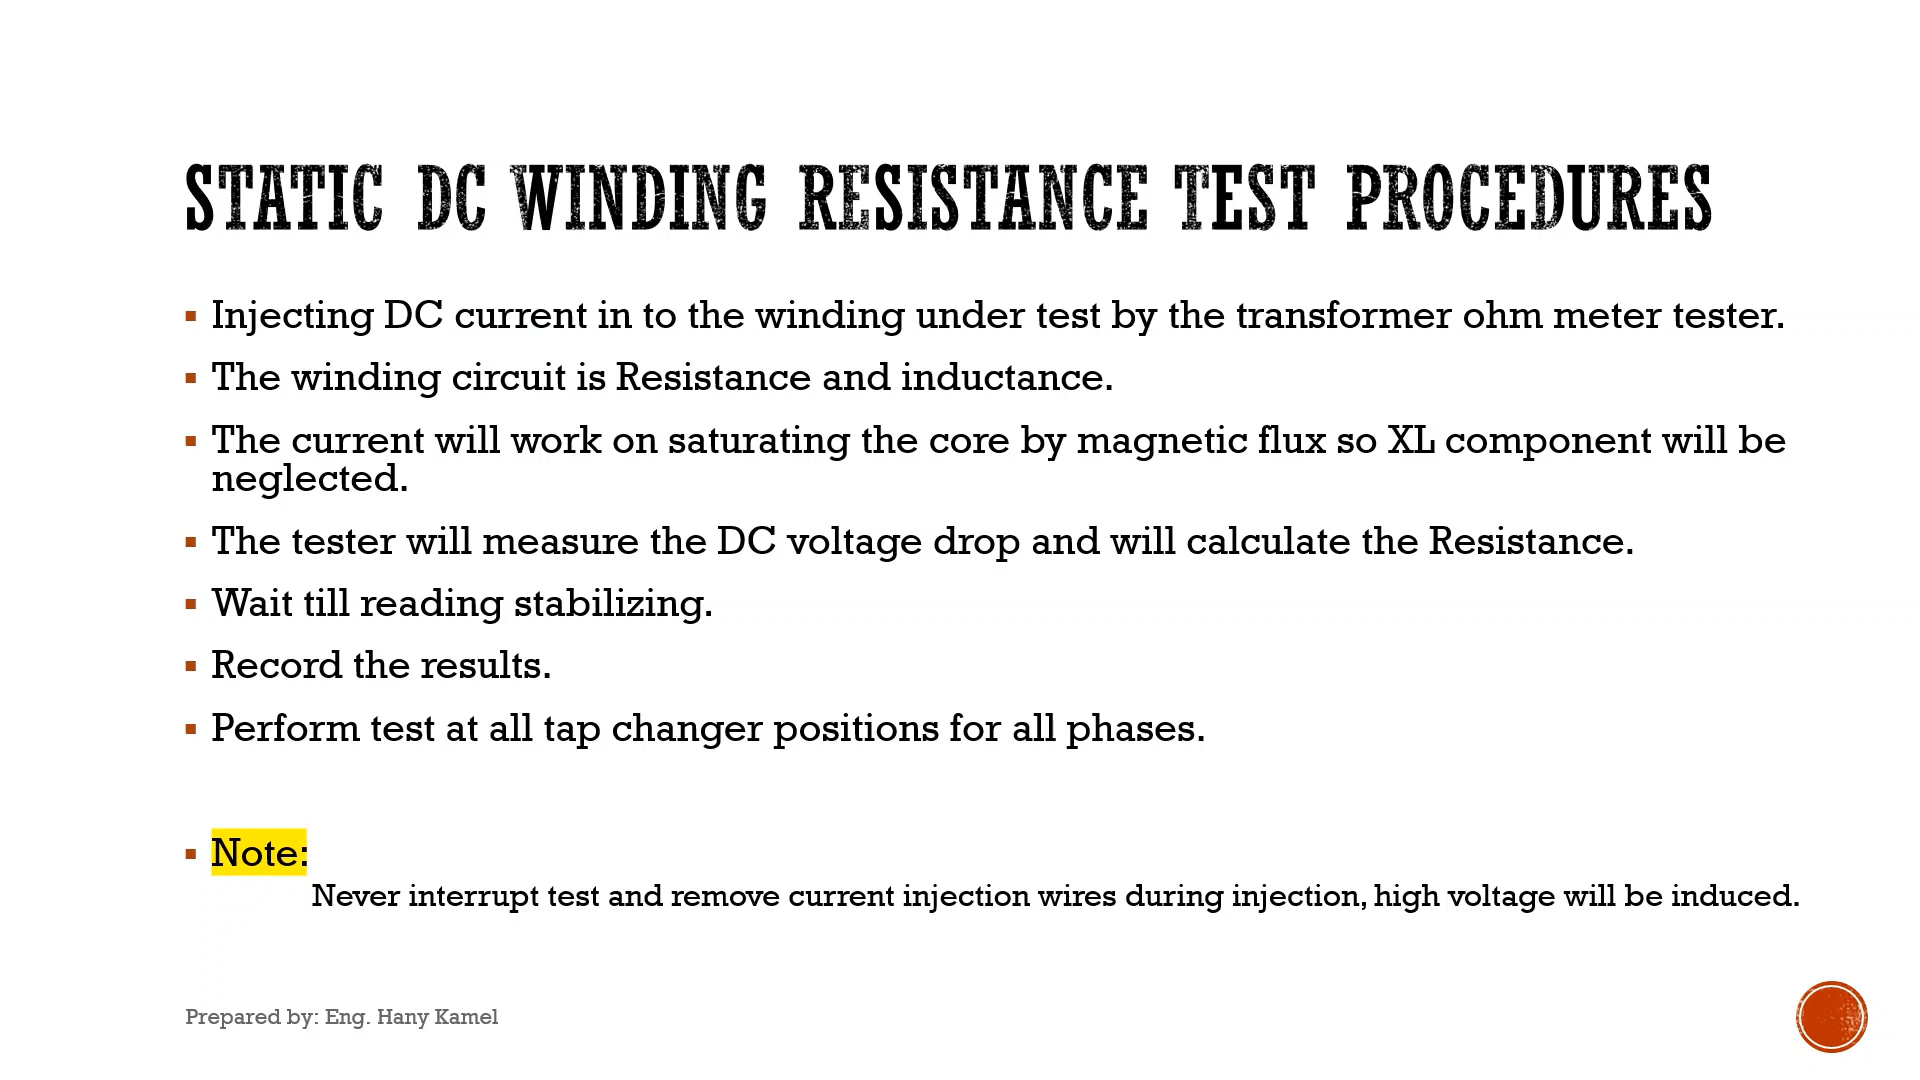 STATIC DC WINDING RESISTANCE TEST PROCEDURES
▪ Injecting DC current in to the winding under test by the transformer ohm meter tester.
▪ The winding circuit is Resistance and inductance.
▪ The current will work on saturating the core by magnetic flux so XL component will be
neglected.
▪ The tester will measure the DC voltage drop and will calculate the Resistance.
▪ Wait till reading stabilizing.
▪ Record the results.
▪ Perform test at all tap changer positions for all phases.
▪ Note:
Never interrupt test and remove current injection wires during injection, high voltage will be induced.
Prepared by: Eng. Hany Kamel